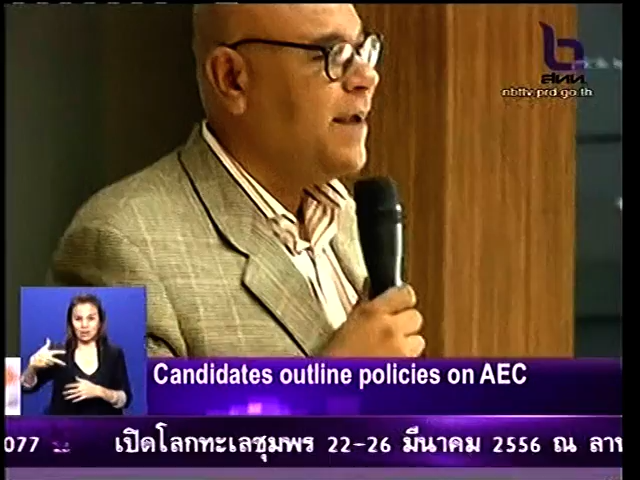 สทท
nbttv.prd.go.th
Candidates outline policies on AEC
077 เปิดโลกทะเลชุมพร 22-26 มีนาคม 2556 ณ ลาน